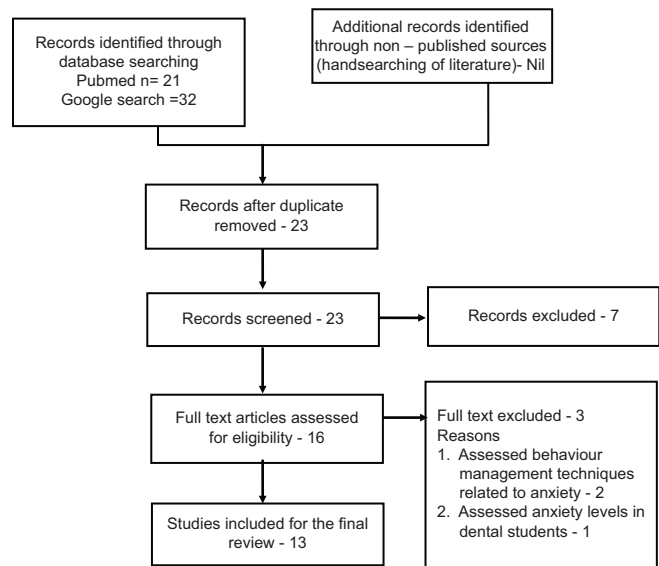 Records identified through
database searching
Pubmed n= 21
Google search =32
Additional records identified
through non – published sources
(handsearching of literature)- Nil
Records after duplicate
removed - 23
Records screened - 23
Records excluded - 7
Full text articles assessed
for eligibility - 16
Full text excluded - 3
Reasons
1. Assessed behaviour
management techniques
related to anxiety - 2
2. Assessed anxiety levels in
dental students - 1
Studies included for the final
review - 13